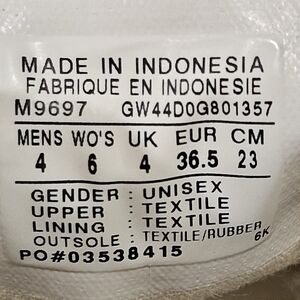 MADE IN INDONESIA
FABRIQUE EN INDONESIE
M9697 GW44D0G801357
MENS WO'S UK EUR CM
4 6 4 36.5 23
GENDER : UNISEX
UPPER : TEXTILE
LINING : TEXTILE
OUTSOLE : TEXTILE/RUBBER
6K
PO#03538415